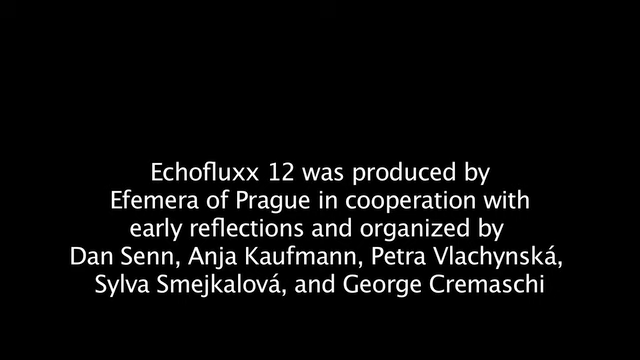 Echofluxx 12 was produced by
Efemera of Prague in cooperation with
early reflections and organized by
Dan Senn, Anja Kaufmann, Petra Vlachynská,
Sylva Smejkalová, and George Cremaschi